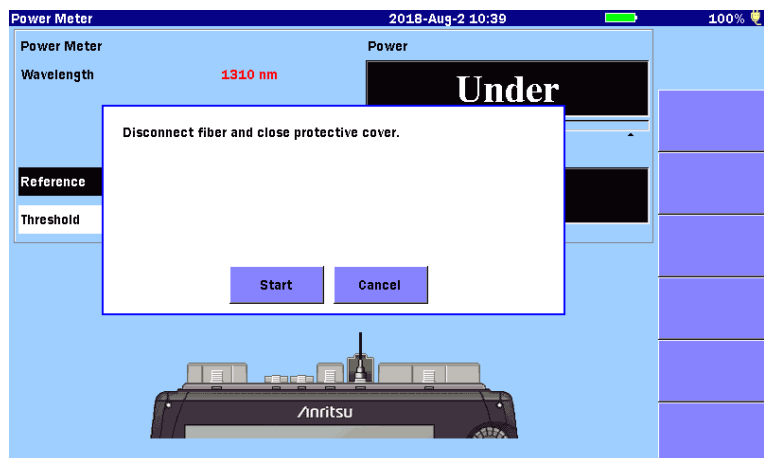 Power Meter 2018-Aug-2 10:39 100%
Power Meter Power
Wavelength 1310 nm
Under
Disconnect fiber and close protective cover.
Reference
Threshold
Start Cancel
Anritsu